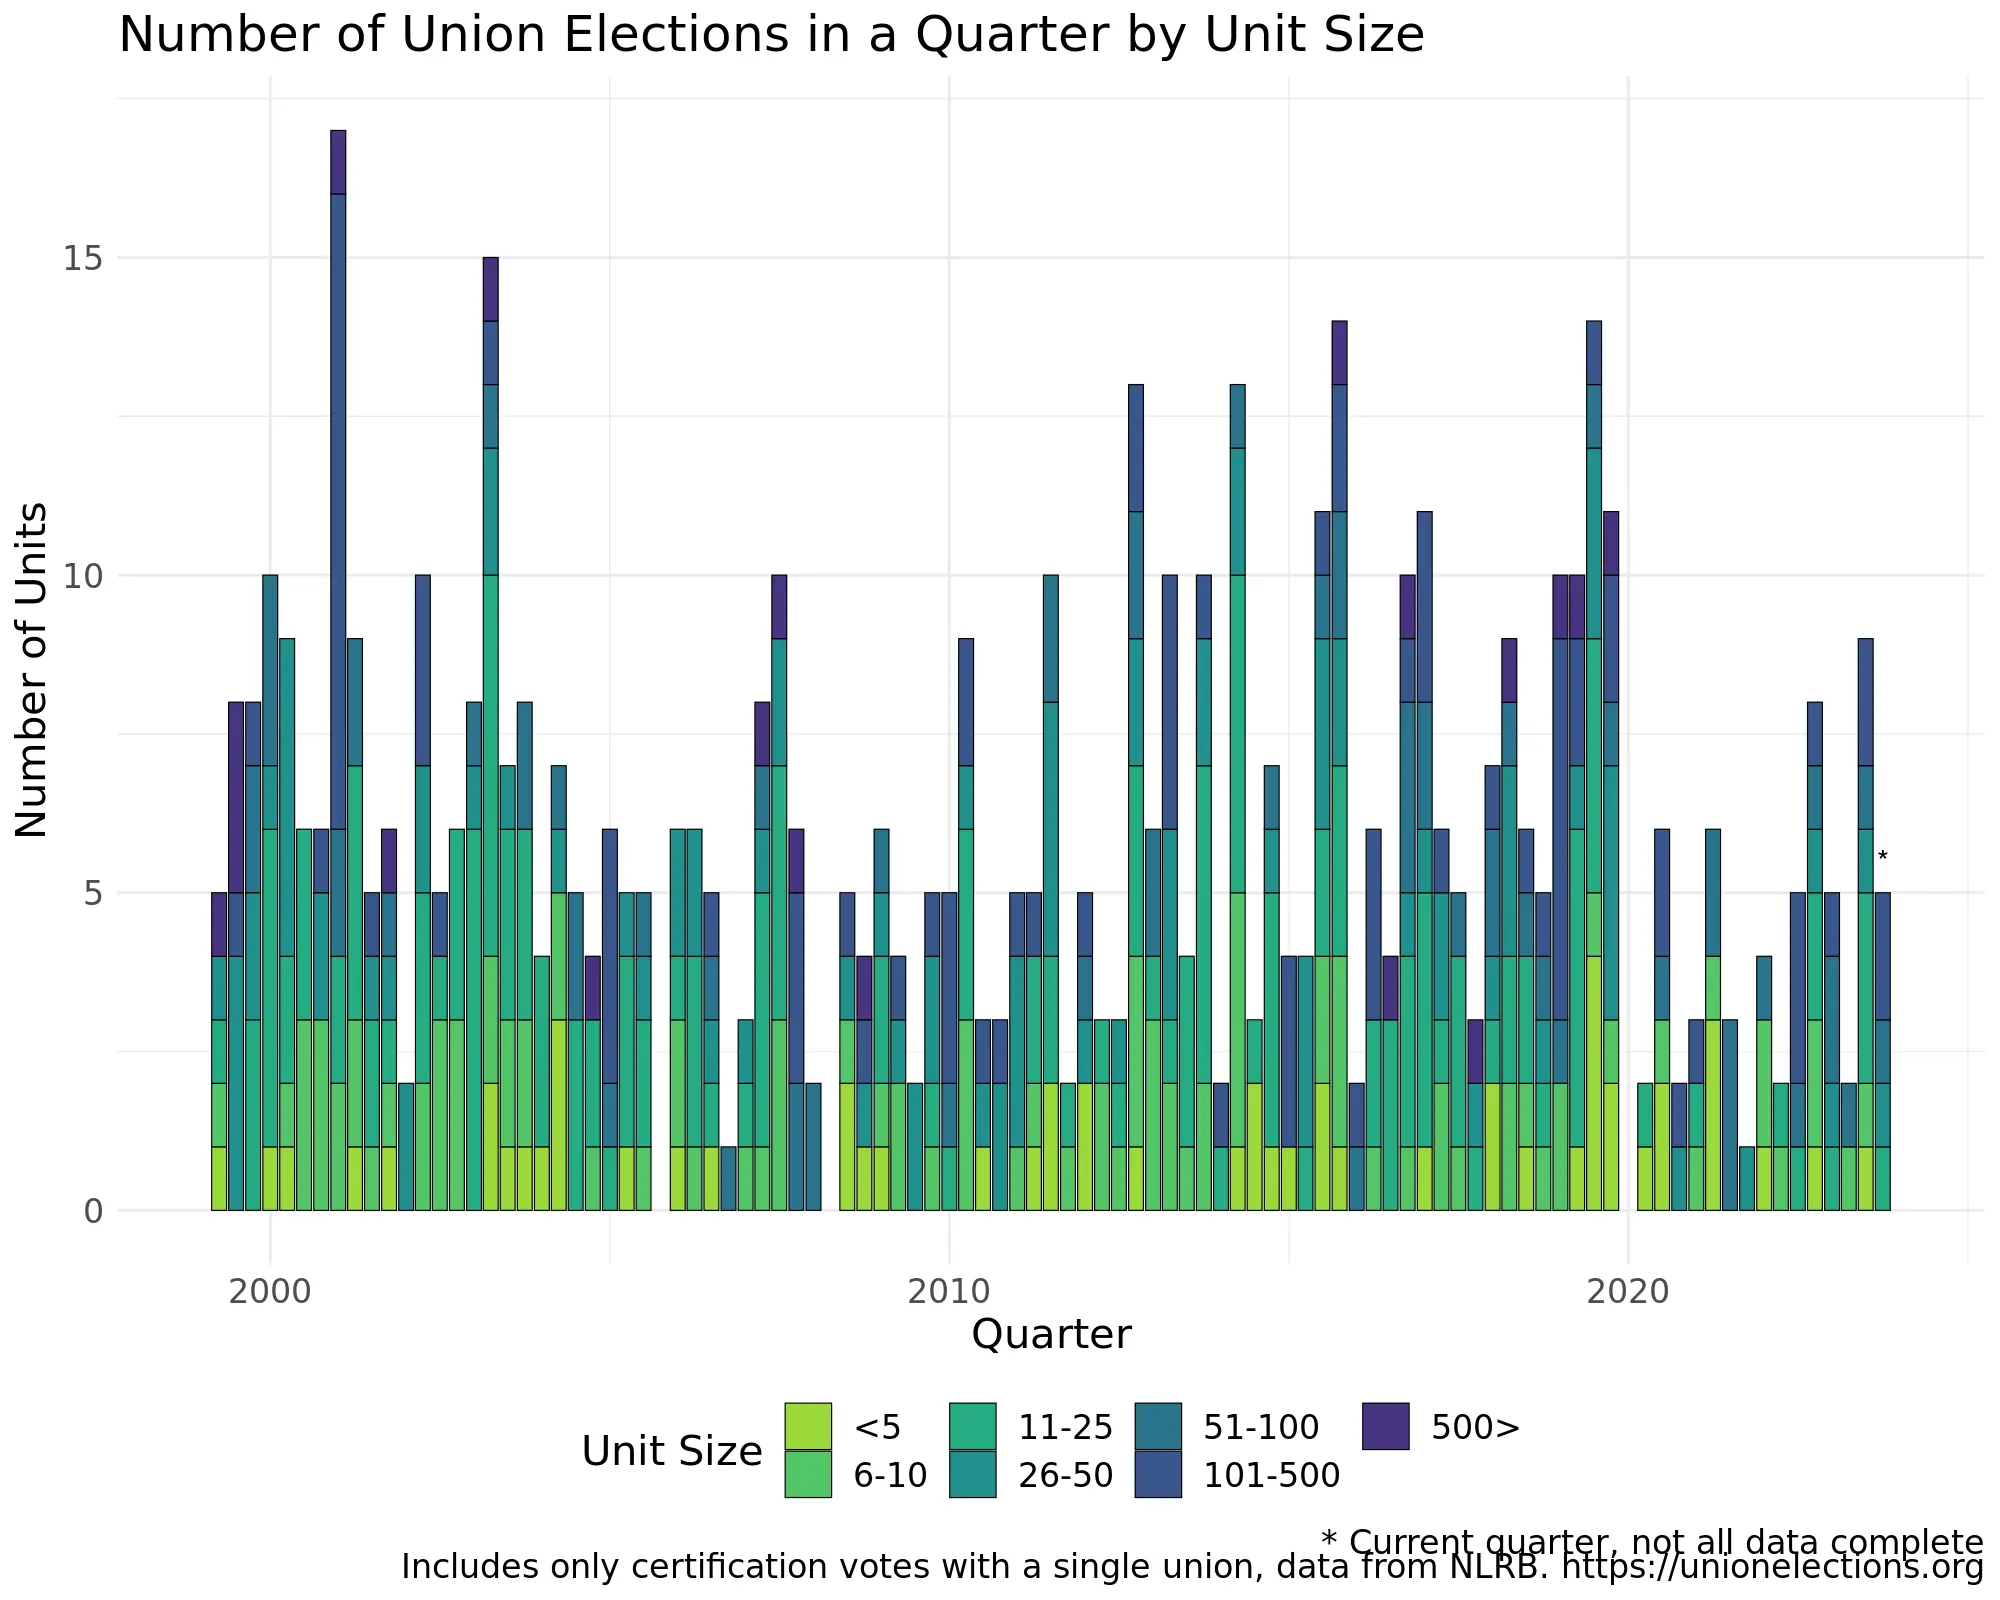 Number of Union Elections in a Quarter by Unit Size
Number of Units
15
10
5
0
*
2000 2010 2020
Quarter
Unit Size
<5 11-25 51-100 500>
6-10 26-50 101-500
* Current quarter, not all data complete
Includes only certification votes with a single union, data from NLRB. https://unionelections.org